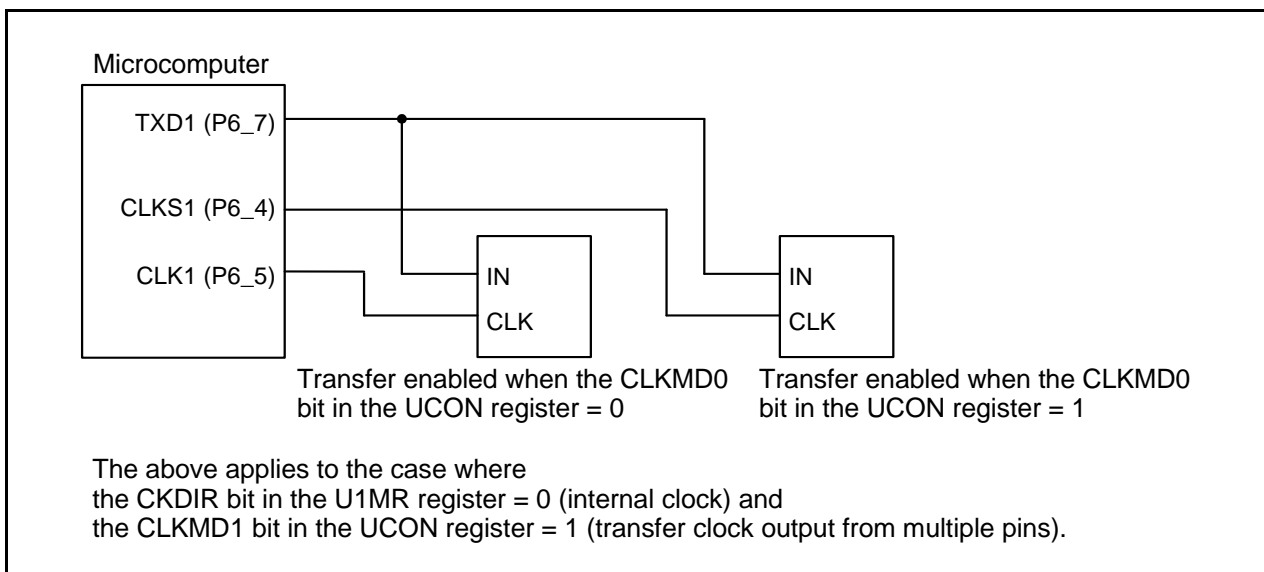 Microcomputer
TXD1 (P6_7)
CLKS1 (P6_4)
CLK1 (P6_5)
IN
CLK
IN
CLK
Transfer enabled when the CLKMD0
bit in the UCON register = 0
Transfer enabled when the CLKMD0
bit in the UCON register = 1
The above applies to the case where
the CKDIR bit in the U1MR register = 0 (internal clock) and
the CLKMD1 bit in the UCON register = 1 (transfer clock output from multiple pins).